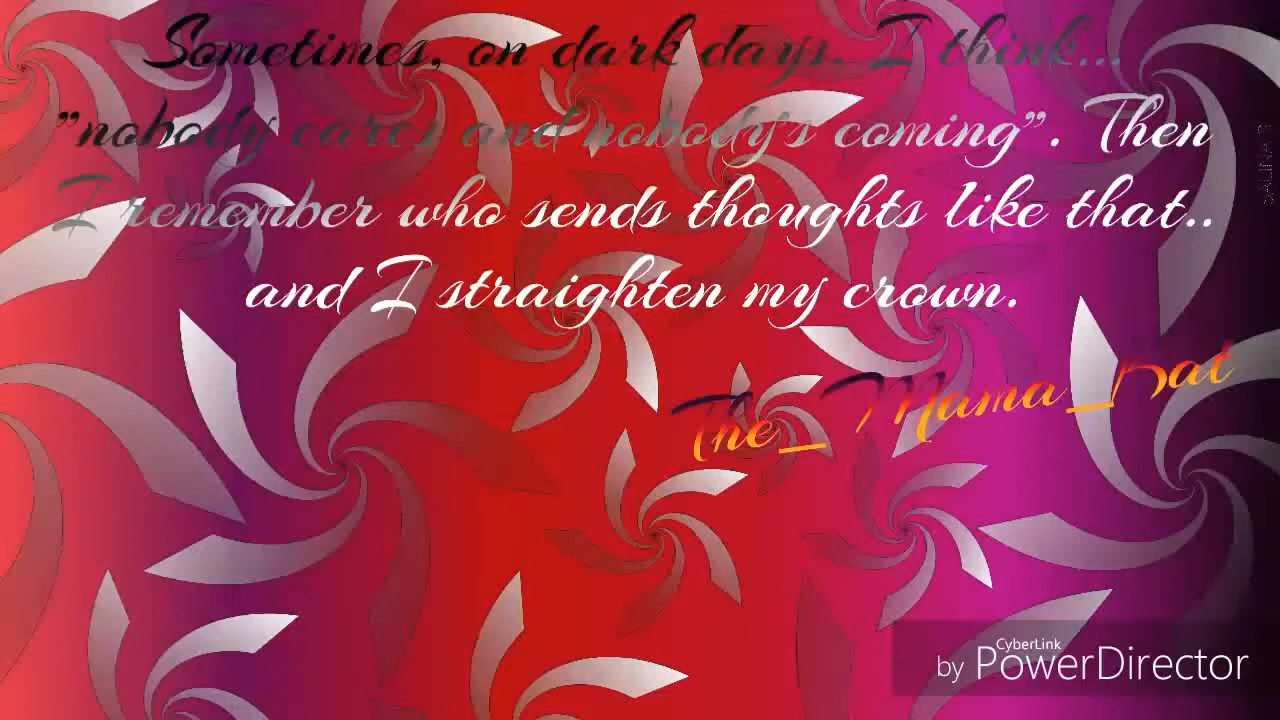 Sometimes, on dark days. I think...
"nobody cares and nobody's coming". Then
I remember who sends thoughts like that..
and I straighten my crown.
The_Mama_Bat
CyberLink
by PowerDirector